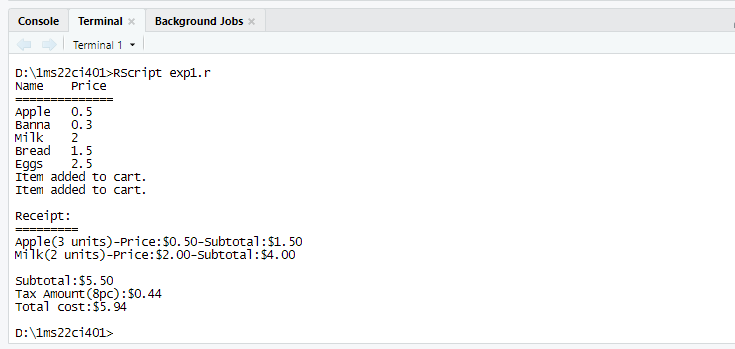 Console Terminal × Background Jobs ×
Terminal 1
D:\1ms22ci401>RScript exp1.r
Name Price
==============
Apple 0.5
Banna 0.3
Milk 2
Bread 1.5
Eggs 2.5
Item added to cart.
Item added to cart.
Receipt:
=========
Apple(3 units)-Price:$0.50-Subtotal:$1.50
Milk(2 units)-Price:$2.00-Subtotal:$4.00
Subtotal:$5.50
Tax Amount(8pc):$0.44
Total cost:$5.94
D:\1ms22ci401>